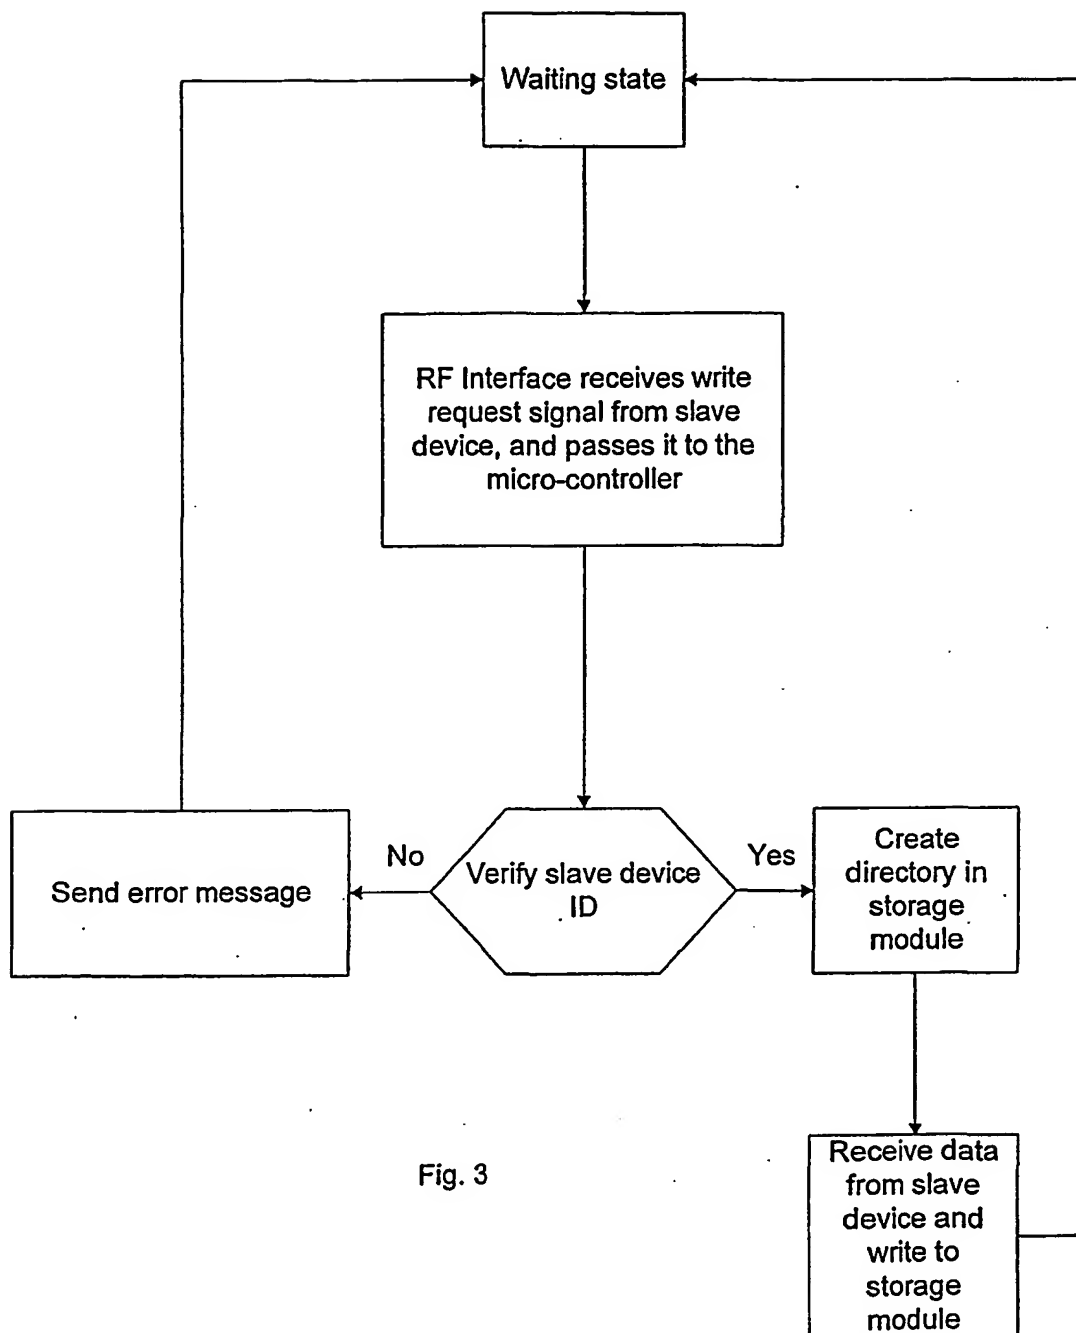 Waiting state
RF Interface receives write
request signal from slave
device, and passes it to the
micro-controller
No
Verify slave device
ID
Yes
Send error message
Create
directory in
storage
module
Receive data
from slave
device and
write to
storage
module
Fig. 3